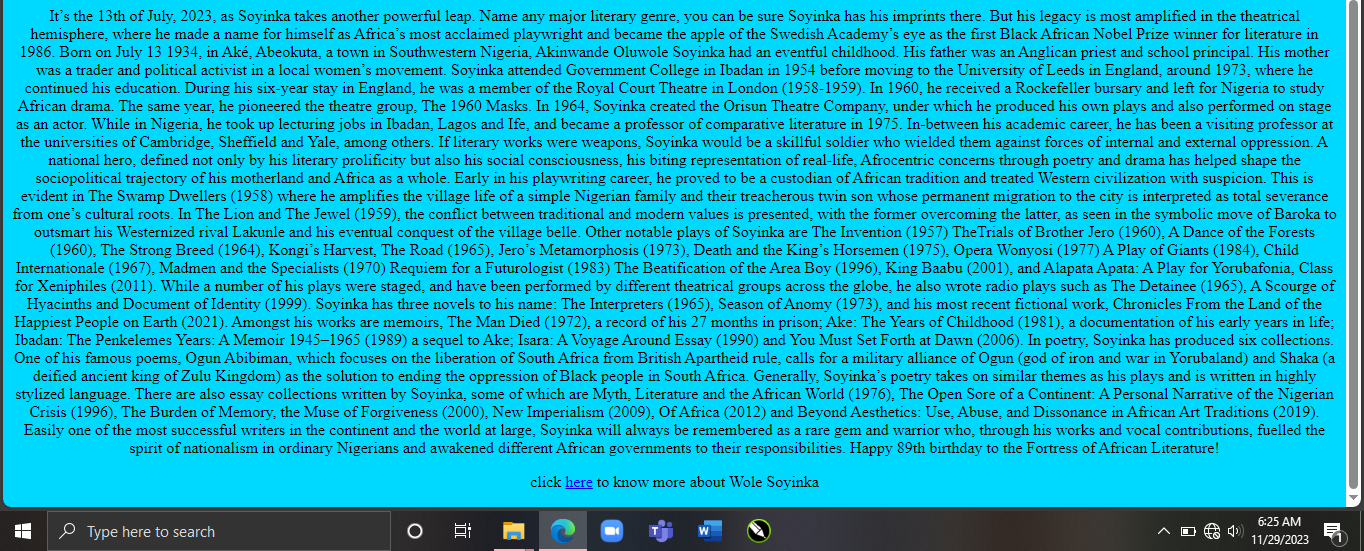 It’s the 13th of July, 2023, as Soyinka takes another powerful leap. Name any major literary genre, you can be sure Soyinka has his imprints there. But his legacy is most amplified in the theatrical
hemisphere, where he made a name for himself as Africa’s most acclaimed playwright and became the apple of the Swedish Academy’s eye as the first Black African Nobel Prize winner for literature in
1986. Born on July 13 1934, in Aké, Abeokuta, a town in Southwestern Nigeria, Akinwande Oluwole Soyinka had an eventful childhood. His father was an Anglican priest and school principal. His mother
was a trader and political activist in a local women’s movement. Soyinka attended Government College in Ibadan in 1954 before moving to the University of Leeds in England, around 1973, where he
continued his education. During his six-year stay in England, he was a member of the Royal Court Theatre in London (1958-1959). In 1960, he received a Rockefeller bursary and left for Nigeria to study
African drama. The same year, he pioneered the theatre group, The 1960 Masks. In 1964, Soyinka created the Orisun Theatre Company, under which he produced his own plays and also performed on stage
as an actor. While in Nigeria, he took up lecturing jobs in Ibadan, Lagos and Ife, and became a professor of comparative literature in 1975. In-between his academic career, he has been a visiting professor at
the universities of Cambridge, Sheffield and Yale, among others. If literary works were weapons, Soyinka would be a skillful soldier who wielded them against forces of internal and external oppression. A
national hero, defined not only by his literary prolificity but also his social consciousness, his biting representation of real-life, Afrocentric concerns through poetry and drama has helped shape the
sociopolitical trajectory of his motherland and Africa as a whole. Early in his playwriting career, he proved to be a custodian of African tradition and treated Western civilization with suspicion. This is
evident in The Swamp Dwellers (1958) where he amplifies the village life of a simple Nigerian family and their treacherous twin son whose permanent migration to the city is interpreted as total severance
from one’s cultural roots. In The Lion and The Jewel (1959), the conflict between traditional and modern values is presented, with the former overcoming the latter, as seen in the symbolic move of Baroka to
outsmart his Westernized rival Lakunle and his eventual conquest of the village belle. Other notable plays of Soyinka are The Invention (1957) TheTrials of Brother Jero (1960), A Dance of the Forests
(1960), The Strong Breed (1964), Kongi’s Harvest, The Road (1965), Jero’s Metamorphosis (1973), Death and the King’s Horsemen (1975), Opera Wonyosi (1977) A Play of Giants (1984), Child
Internationale (1967), Madmen and the Specialists (1970) Requiem for a Futurologist (1983) The Beatification of the Area Boy (1996), King Baabu (2001), and Alapata Apata: A Play for Yorubafonia, Class
for Xeniphiles (2011). While a number of his plays were staged, and have been performed by different theatrical groups across the globe, he also wrote radio plays such as The Detainee (1965), A Scourge of
Hyacinths and Document of Identity (1999). Soyinka has three novels to his name: The Interpreters (1965), Season of Anomy (1973), and his most recent fictional work, Chronicles From the Land of the
Happiest People on Earth (2021). Amongst his works are memoirs, The Man Died (1972), a record of his 27 months in prison; Ake: The Years of Childhood (1981), a documentation of his early years in life;
Ibadan: The Penkelemes Years: A Memoir 1945–1965 (1989) a sequel to Ake; Isara: A Voyage Around Essay (1990) and You Must Set Forth at Dawn (2006). In poetry, Soyinka has produced six collections.
One of his famous poems, Ogun Abibiman, which focuses on the liberation of South Africa from British Apartheid rule, calls for a military alliance of Ogun (god of iron and war in Yorubaland) and Shaka (a
deified ancient king of Zulu Kingdom) as the solution to ending the oppression of Black people in South Africa. Generally, Soyinka’s poetry takes on similar themes as his plays and is written in highly
stylized language. There are also essay collections written by Soyinka, some of which are Myth, Literature and the African World (1976), The Open Sore of a Continent: A Personal Narrative of the Nigerian
Crisis (1996), The Burden of Memory, the Muse of Forgiveness (2000), New Imperialism (2009), Of Africa (2012) and Beyond Aesthetics: Use, Abuse, and Dissonance in African Art Traditions (2019).
Easily one of the most successful writers in the continent and the world at large, Soyinka will always be remembered as a rare gem and warrior who, through his works and vocal contributions, fuelled the
spirit of nationalism in ordinary Nigerians and awakened different African governments to their responsibilities. Happy 89th birthday to the Fortress of African Literature!
click here to know more about Wole Soyinka
Type here to search
6:25 AM
11/29/2023
1